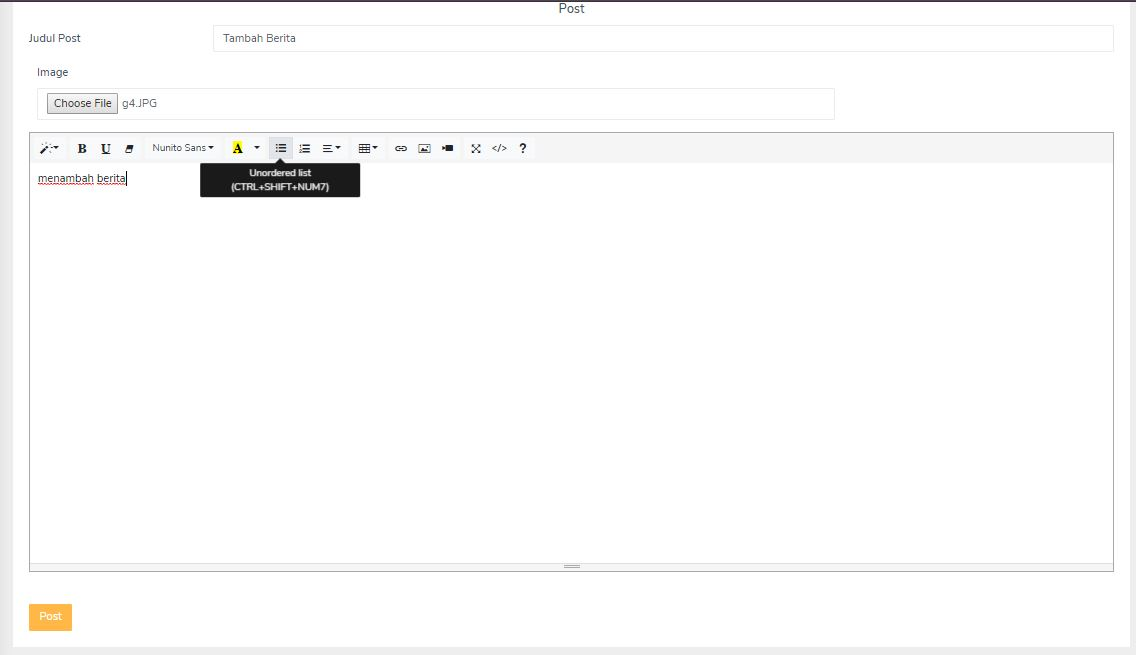 Post
Judul Post
Tambah Berita
Image
Choose File g4.JPG
B U Nunito Sans A </> ?
Unordered list
(CTRL+SHIFT+NUM7)
menambah berita
Post